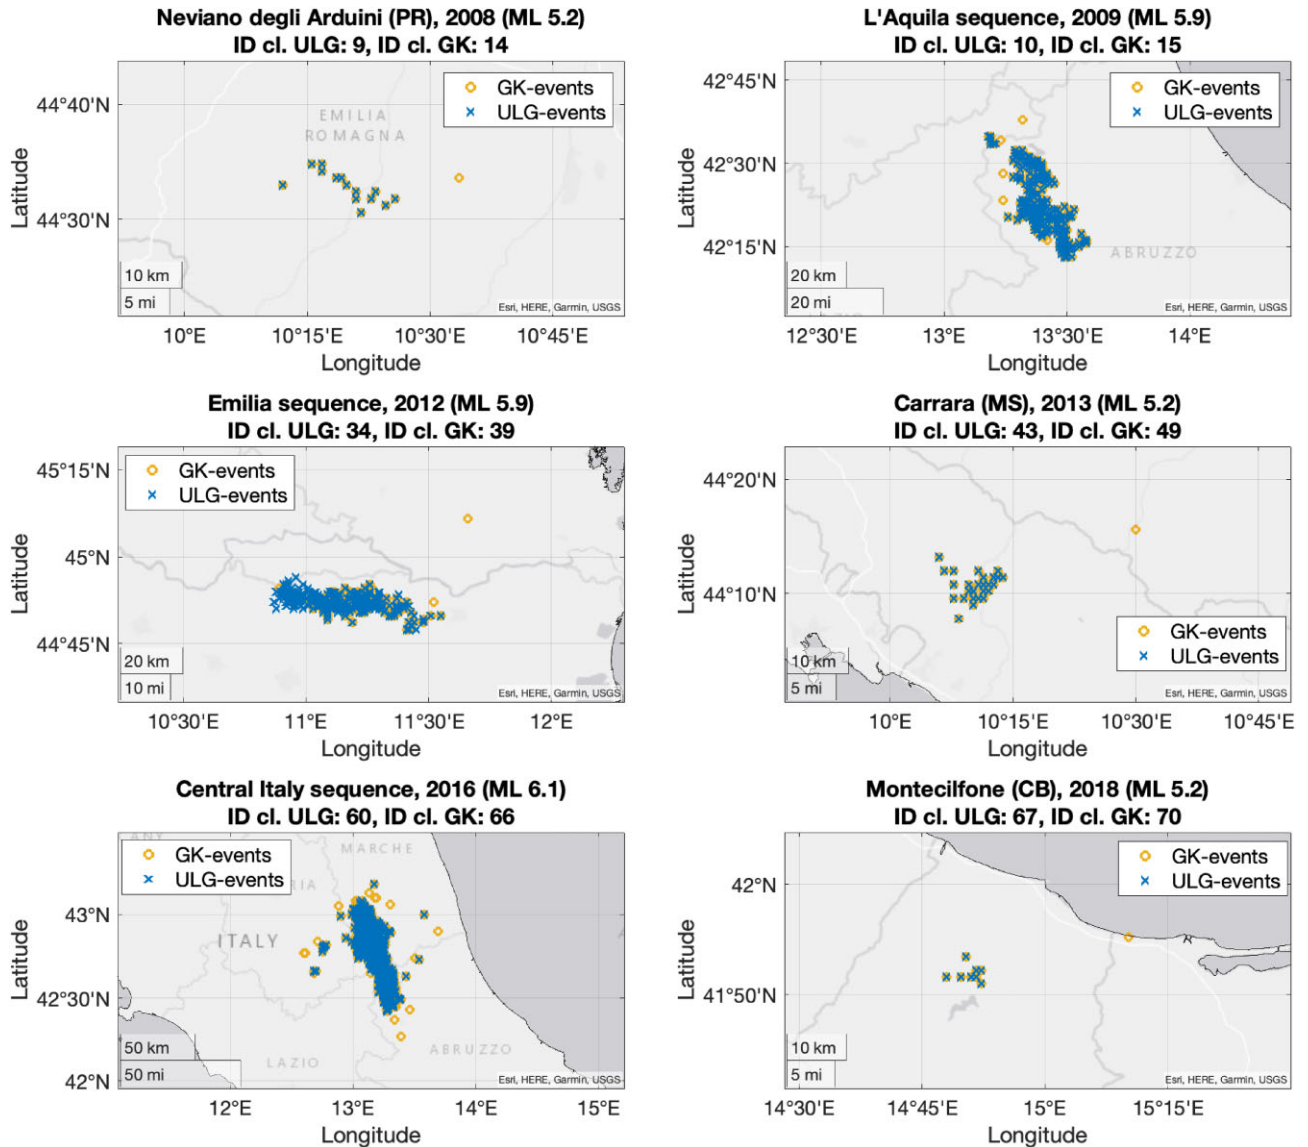 Neviano degli Arduini (PR), 2008 (ML 5.2)
ID cl. ULG: 9, ID cl. GK: 14
GK-events
ULG-events
EMILIA
ROMAGNA
44°40'N
44°30'N
Latitude
10 km
5 mi
Esri, HERE, Garmin, USGS
10°E
10°15'E
10°30'E
10°45'E
Longitude
L'Aquila sequence, 2009 (ML 5.9)
ID cl. ULG: 10, ID cl. GK: 15
GK-events
ULG-events
42°45'N
42°30'N
42°15'N
Latitude
ABRUZZO
20 km
20 mi
Esri, HERE, Garmin, USGS
12°30'E
13°E
13°30'E
14°E
Longitude
Emilia sequence, 2012 (ML 5.9)
ID cl. ULG: 34, ID cl. GK: 39
GK-events
ULG-events
45°15'N
45°N
44°45'N
Latitude
20 km
10 mi
Esri, HERE, Garmin, USGS
10°30'E
11°E
11°30'E
12°E
Longitude
Carrara (MS), 2013 (ML 5.2)
ID cl. ULG: 43, ID cl. GK: 49
44°20'N
44°10'N
Latitude
GK-events
ULG-events
10 km
5 mi
Esri, HERE, Garmin, USGS
10°E
10°15'E
10°30'E
10°45'E
Longitude
Central Italy sequence, 2016 (ML 6.1)
ID cl. ULG: 60, ID cl. GK: 66
GK-events
ULG-events
MARCHE
ITALY
43°N
42°30'N
42°N
Latitude
LAZIO
ABRUZZO
50 km
50 mi
Esri, HERE, Garmin, USGS
12°E
13°E
14°E
15°E
Longitude
Montecilfone (CB), 2018 (ML 5.2)
ID cl. ULG: 67, ID cl. GK: 70
GK-events
ULG-events
42°N
41°50'N
Latitude
10 km
5 mi
Esri, HERE, Garmin, USGS
14°30'E
14°45'E
15°E
15°15'E
Longitude